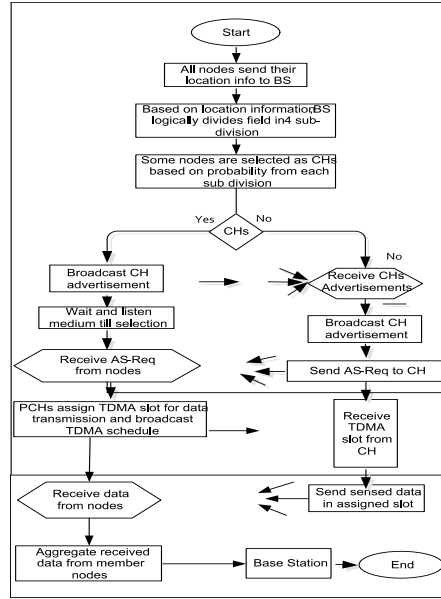 Start
All nodes send their
location info to BS
Based on location information,BS
logically divides field in4 sub-
division
Some nodes are selected as CHs
based on probability from each
sub division
Yes
No
CHs
No
Broadcast CH
advertisement
Receive CHs
Advertisements
Wait and listen
medium till selection
Broadcast CH
advertisement
Receive AS-Req
from nodes
Send AS-Req to CH
PCHs assign TDMA slot for data
transmission and broadcast
TDMA schedule
Receive
TDMA
slot from
CH
Receive data
from nodes
Send sensed data
in assigned slot
Aggregate received
data from member
nodes
Base Station
End